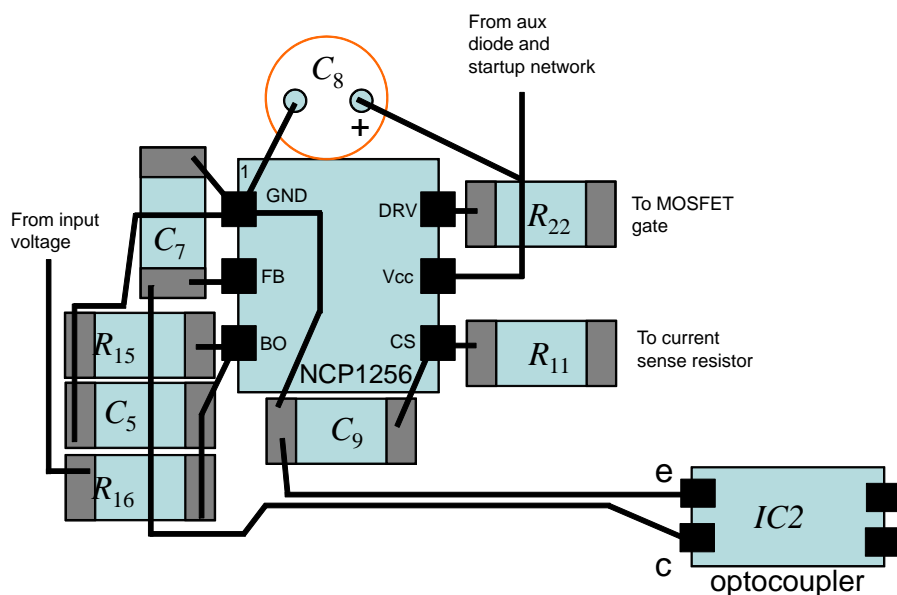 From aux
diode and
startup network
C8
+
1
GND
DRV
R22
To MOSFET
gate
From input
voltage
C7
FB
Vcc
R15
BO
CS
R11
To current
sense resistor
NCP1256
C5
C9
R16
e
IC2
c
optocoupler